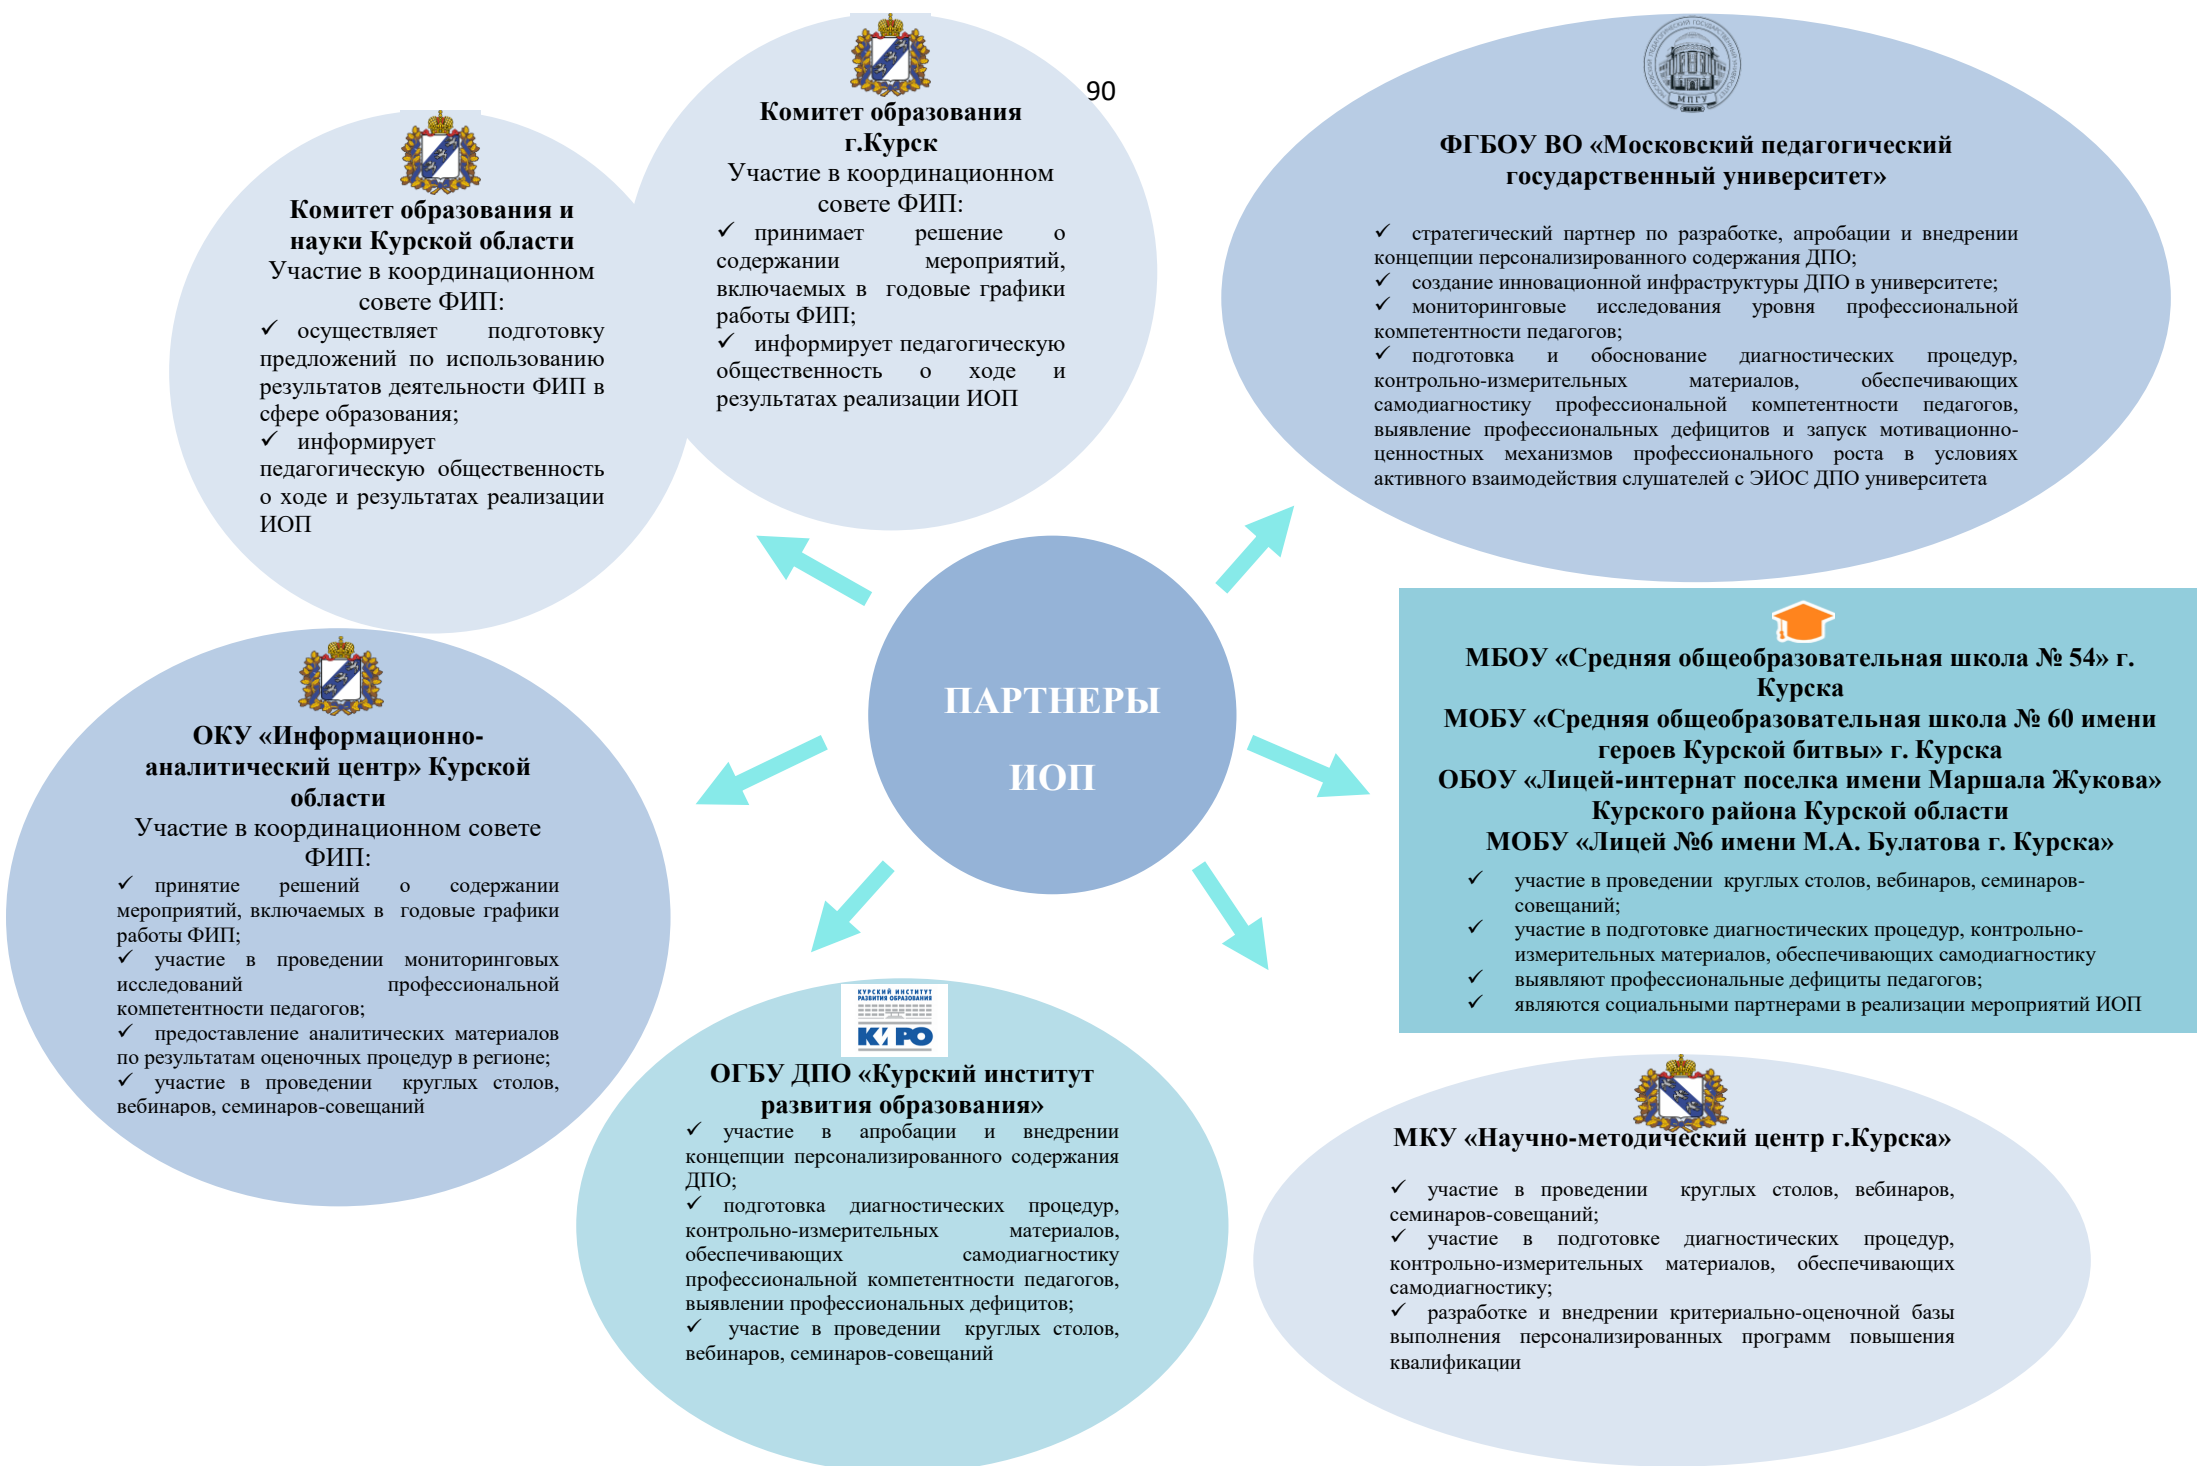 90
Комитет образования и
науки Курской области
Участие в координационном
совете ФИП:
✓ осуществляет подготовку
предложений по использованию
результатов деятельности ФИП в
сфере образования;
✓ информирует
педагогическую общественность
о ходе и результатах реализации
ИОП
Комитет образования
г.Курск
Участие в координационном
совете ФИП:
✓ принимает решение о
содержании мероприятий,
включаемых в годовые графики
работы ФИП;
✓ информирует педагогическую
общественность о ходе и
результатах реализации ИОП
МПГУ
ФГБОУ ВО «Московский педагогический
государственный университет»
✓ стратегический партнер по разработке, апробации и внедрении
концепции персонализированного содержания ДПО;
✓ создание инновационной инфраструктуры ДПО в университете;
✓ мониторинговые исследования уровня профессиональной
компетентности педагогов;
✓ подготовка и обоснование диагностических процедур,
контрольно-измерительных материалов, обеспечивающих
самодиагностику профессиональной компетентности педагогов,
выявление профессиональных дефицитов и запуск мотивационно-
ценностных механизмов профессионального роста в условиях
активного взаимодействия слушателей с ЭИОС ДПО университета
ПАРТНЕРЫ
ИОП
МБОУ «Средняя общеобразовательная школа № 54» г.
Курска
МОБУ «Средняя общеобразовательная школа № 60 имени
героев Курской битвы» г. Курска
ОБОУ «Лицей-интернат поселка имени Маршала Жукова»
Курского района Курской области
МОБУ «Лицей №6 имени М.А. Булатова г. Курска»
✓ участие в проведении круглых столов, вебинаров, семинаров-
совещаний;
✓ участие в подготовке диагностических процедур, контрольно-
измерительных материалов, обеспечивающих самодиагностику
✓ выявляют профессиональные дефициты педагогов;
✓ являются социальными партнерами в реализации мероприятий ИОП
ОКУ «Информационно-
аналитический центр» Курской
области
Участие в координационном совете
ФИП:
✓ принятие решений о содержании
мероприятий, включаемых в годовые графики
работы ФИП;
✓ участие в проведении мониторинговых
исследований профессиональной
компетентности педагогов;
✓ предоставление аналитических материалов
по результатам оценочных процедур в регионе;
✓ участие в проведении круглых столов,
вебинаров, семинаров-совещаний
КУРСКИЙ ИНСТИТУТ
РАЗВИТИЯ ОБРАЗОВАНИЯ
КИРО
ОГБУ ДПО «Курский институт
развития образования»
✓ участие в апробации и внедрении
концепции персонализированного содержания
ДПО;
✓ подготовка диагностических процедур,
контрольно-измерительных материалов,
обеспечивающих самодиагностику
профессиональной компетентности педагогов,
выявлении профессиональных дефицитов;
✓ участие в проведении круглых столов,
вебинаров, семинаров-совещаний
МКУ «Научно-методический центр г.Курска»
✓ участие в проведении круглых столов, вебинаров,
семинаров-совещаний;
✓ участие в подготовке диагностических процедур,
контрольно-измерительных материалов, обеспечивающих
самодиагностику;
✓ разработке и внедрении критериально-оценочной базы
выполнения персонализированных программ повышения
квалификации